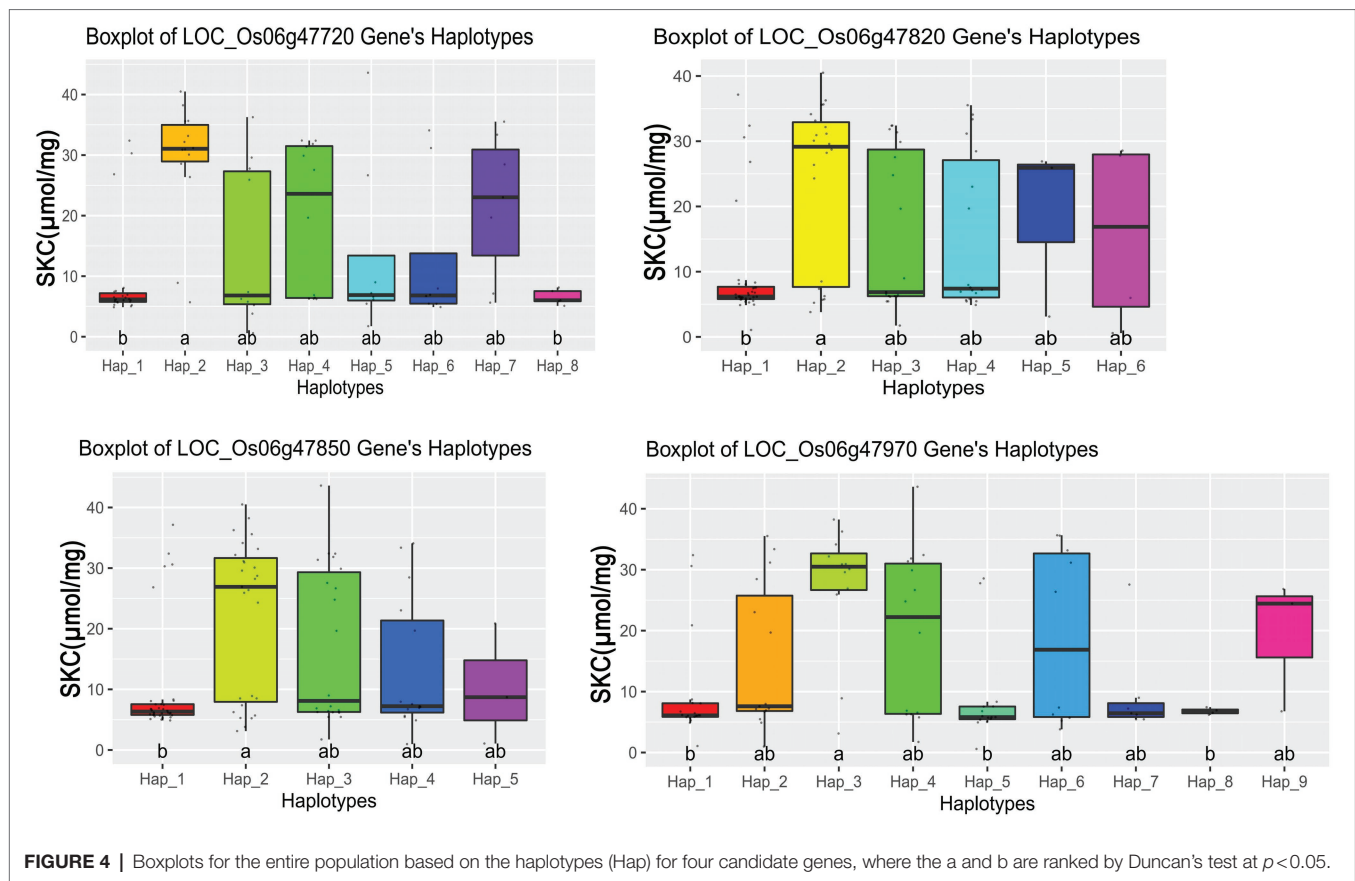 Boxplot of LOC_Os06g47720 Gene's Haplotypes
SKC(µmol/mg)
40
30
20
10
0
b a ab ab ab ab ab b
Hap_1 Hap_2 Hap_3 Hap_4 Hap_5 Hap_6 Hap_7 Hap_8
Haplotypes
Boxplot of LOC_Os06g47820 Gene's Haplotypes
SKC(µmol/mg)
40
30
20
10
0
b a ab ab ab ab
Hap_1 Hap_2 Hap_3 Hap_4 Hap_5 Hap_6
Haplotypes
Boxplot of LOC_Os06g47850 Gene's Haplotypes
SKC(µmol/mg)
40
30
20
10
0
b a ab ab ab
Hap_1 Hap_2 Hap_3 Hap_4 Hap_5
Haplotypes
Boxplot of LOC_Os06g47970 Gene's Haplotypes
SKC(µmol/mg)
40
30
20
10
0
b ab a ab b ab ab b ab
Hap_1 Hap_2 Hap_3 Hap_4 Hap_5 Hap_6 Hap_7 Hap_8 Hap_9
Haplotypes
FIGURE 4 | Boxplots for the entire population based on the haplotypes (Hap) for four candidate genes, where the a and b are ranked by Duncan's test at p<0.05.